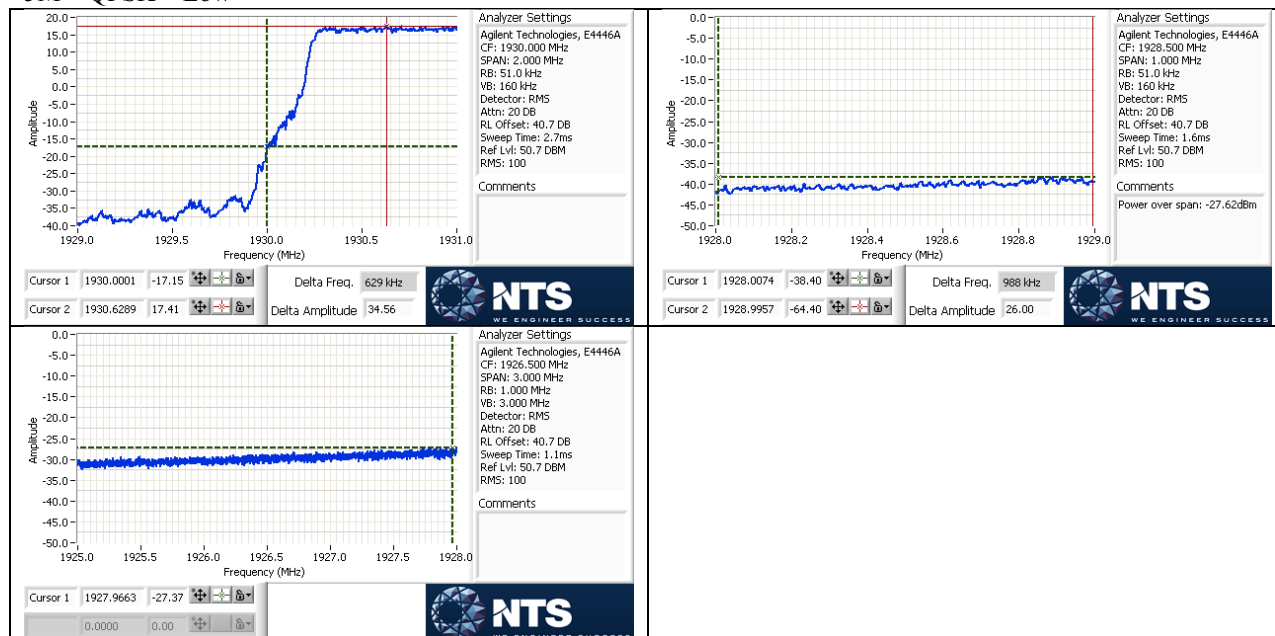 20.0
15.0
10.0
5.0
0.0
-5.0
-10.0
-15.0
-20.0
-25.0
-30.0
-35.0
-40.0
Amplitude
1929.0 1929.5 1930.0 1930.5 1931.0
Frequency (MHz)
Analyzer Settings
Agilent Technologies, E4446A
CF: 1930.000 MHz
SPAN: 2.000 MHz
RB: 51.0 kHz
VB: 160 kHz
Detector: RMS
Attn: 20 DB
RL Offset: 40.7 DB
Sweep Time: 2.7ms
Ref Lvl: 50.7 DBM
RMS: 100
Comments
Cursor 1 1930.0001 -17.15
Cursor 2 1930.6289 17.41
Delta Freq. 629 kHz
Delta Amplitude 34.56
NTS
WE ENGINEER SUCCESS
0.0
-5.0
-10.0
-15.0
-20.0
-25.0
-30.0
-35.0
-40.0
-45.0
-50.0
Amplitude
1928.0 1928.2 1928.4 1928.6 1928.8 1929.0
Frequency (MHz)
Analyzer Settings
Agilent Technologies, E4446A
CF: 1928.500 MHz
SPAN: 1.000 MHz
RB: 51.0 kHz
VB: 160 kHz
Detector: RMS
Attn: 20 DB
RL Offset: 40.7 DB
Sweep Time: 1.6ms
Ref Lvl: 50.7 DBM
RMS: 100
Comments
Power over span: -27.62dBm
Cursor 1 1928.0074 -38.40
Cursor 2 1928.9957 -64.40
Delta Freq. 988 kHz
Delta Amplitude 26.00
NTS
WE ENGINEER SUCCESS
0.0
-5.0
-10.0
-15.0
-20.0
-25.0
-30.0
-35.0
-40.0
-45.0
-50.0
Amplitude
1925.0 1925.5 1926.0 1926.5 1927.0 1927.5 1928.0
Frequency (MHz)
Analyzer Settings
Agilent Technologies, E4446A
CF: 1926.500 MHz
SPAN: 3.000 MHz
RB: 1.000 MHz
VB: 3.000 MHz
Detector: RMS
Attn: 20 DB
RL Offset: 40.7 DB
Sweep Time: 1.1ms
Ref Lvl: 50.7 DBM
RMS: 100
Comments
Cursor 1 1927.9663 -27.37
0.0000 0.00
NTS